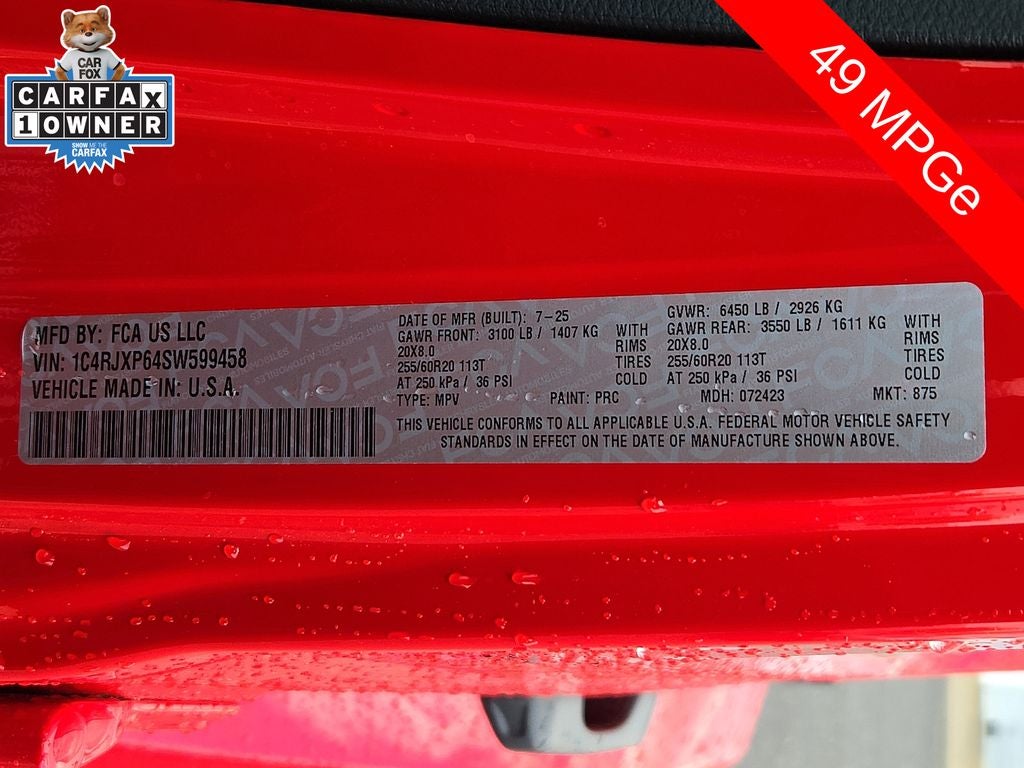 CAR
FOX
CARFAX
1 OWNER
SHOW ME THE
CARFAX
49 MPGe
MFD BY: FCA US LLC
VIN: 1C4RJXP64SW599458
VEHICLE MADE IN: U.S.A.
DATE OF MFR (BUILT): 7-25
GAWR FRONT: 3100 LB / 1407 KG
20X8.0
255/60R20 113T
AT 250 kPa / 36 PSI
WITH
RIMS
TIRES
COLD
GVWR: 6450 LB / 2926 KG
GAWR REAR: 3550 LB / 1611 KG
20X8.0
255/60R20 113T
AT 250 kPa / 36 PSI
WITH
RIMS
TIRES
COLD
TYPE: MPV PAINT: PRC MDH: 072423 MKT: 875
THIS VEHICLE CONFORMS TO ALL APPLICABLE U.S.A. FEDERAL MOTOR VEHICLE SAFETY
STANDARDS IN EFFECT ON THE DATE OF MANUFACTURE SHOWN ABOVE.